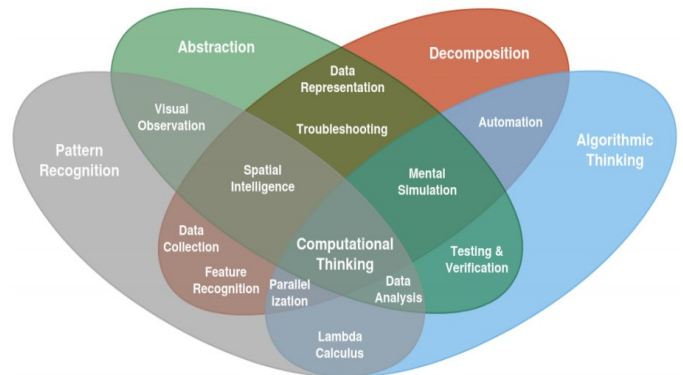 Abstraction
Decomposition
Data
Representation
Visual
Observation
Troubleshooting
Automation
Pattern
Recognition
Algorithmic
Thinking
Spatial
Intelligence
Mental
Simulation
Data
Collection
Computational
Thinking
Testing &
Verification
Feature
Recognition
Parallel
ization
Data
Analysis
Lambda
Calculus